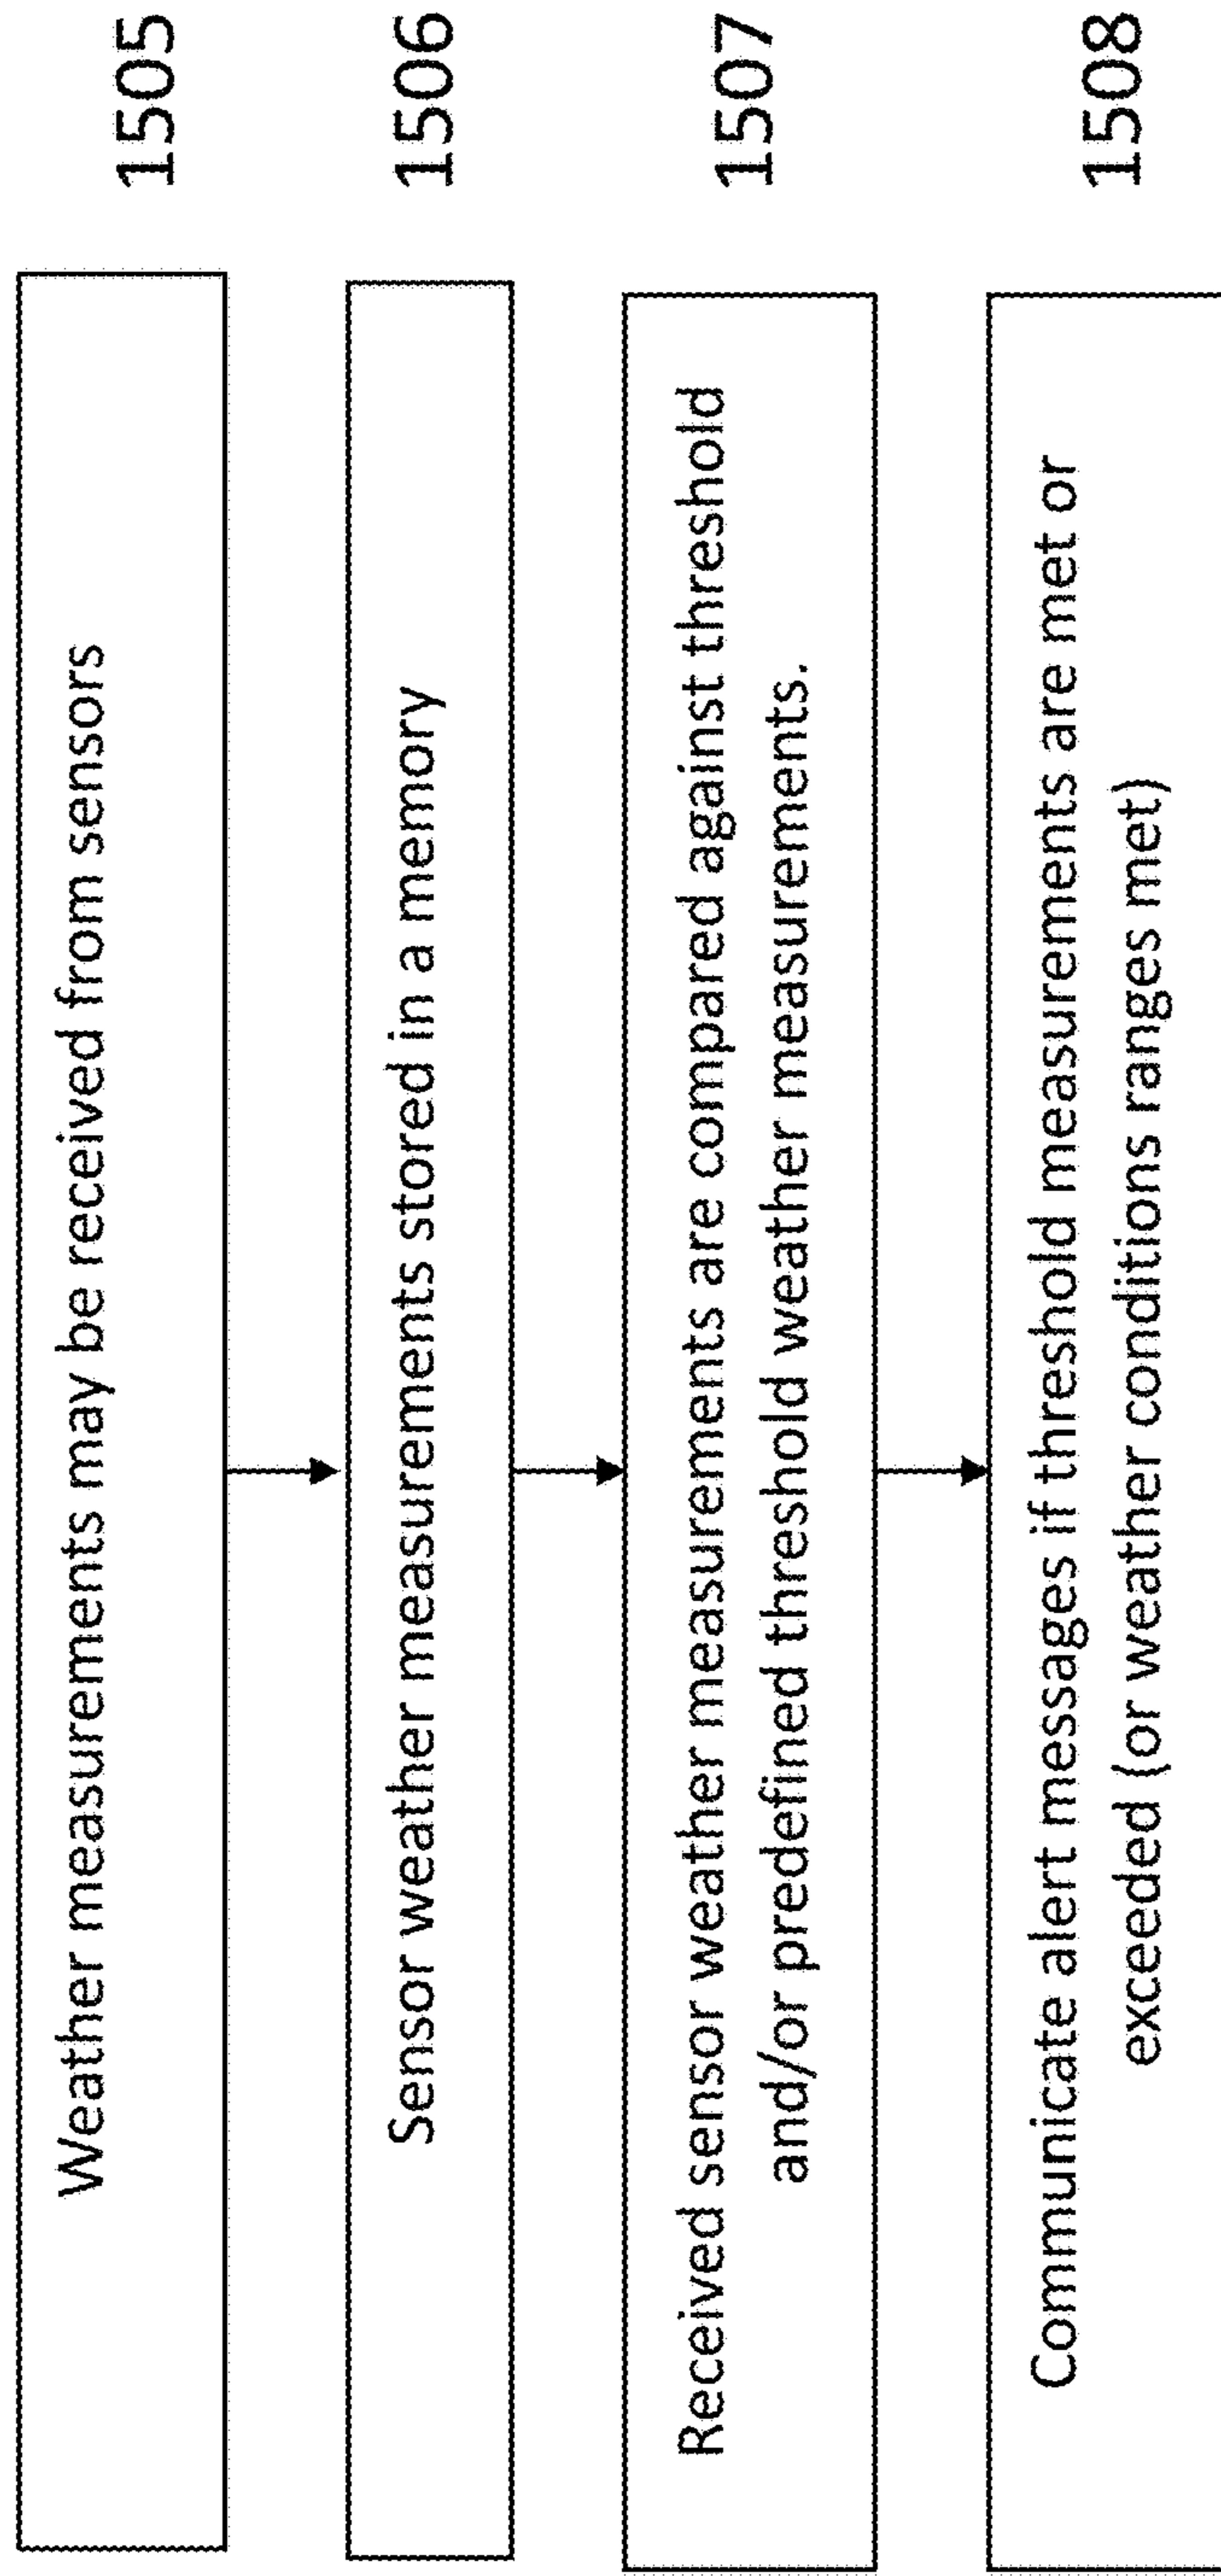 Weather measurements may be received from sensors
1505
Sensor weather measurements stored in a memory
1506
Received sensor weather measurements are compared against threshold
and/or predefined threshold weather measurements.
1507
Communicate alert messages if threshold measurements are met or
exceeded (or weather conditions ranges met)
1508